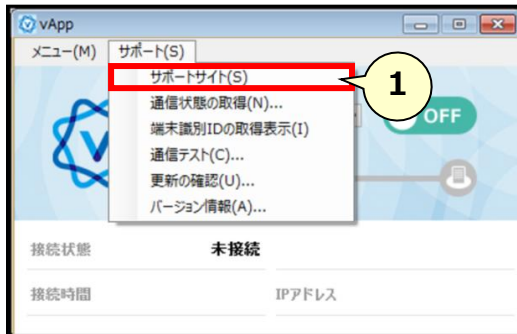 vApp
メニュー(M) サポート(S)
サポートサイト(S)
1
通信状態の取得(N)...
OFF
端末識別IDの取得表示(I)
通信テスト(C)...
更新の確認(U)...
バージョン情報(A)...
接続状態 未接続
接続時間 IPアドレス